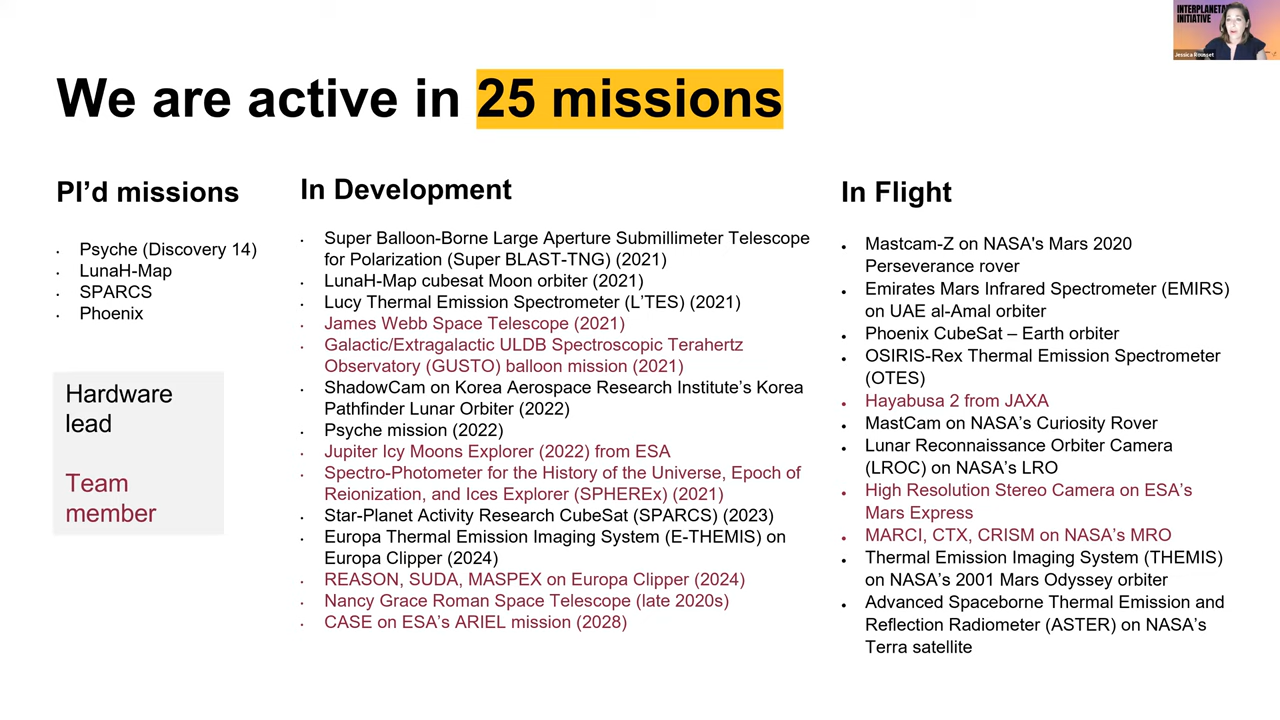 INTERPLANETA
INITIATIVE
Jessica Rousset
We are active in 25 missions
PI’d missions
Psyche (Discovery 14)
LunaH-Map
SPARCS
Phoenix
Hardware
lead
Team
member
In Development
Super Balloon-Borne Large Aperture Submillimeter Telescope
for Polarization (Super BLAST-TNG) (2021)
LunaH-Map cubesat Moon orbiter (2021)
Lucy Thermal Emission Spectrometer (L’TES) (2021)
James Webb Space Telescope (2021)
Galactic/Extragalactic ULDB Spectroscopic Terahertz
Observatory (GUSTO) balloon mission (2021)
ShadowCam on Korea Aerospace Research Institute’s Korea
Pathfinder Lunar Orbiter (2022)
Psyche mission (2022)
Jupiter Icy Moons Explorer (2022) from ESA
Spectro-Photometer for the History of the Universe, Epoch of
Reionization, and Ices Explorer (SPHEREx) (2021)
Star-Planet Activity Research CubeSat (SPARCS) (2023)
Europa Thermal Emission Imaging System (E-THEMIS) on
Europa Clipper (2024)
REASON, SUDA, MASPEX on Europa Clipper (2024)
Nancy Grace Roman Space Telescope (late 2020s)
CASE on ESA’s ARIEL mission (2028)
In Flight
Mastcam-Z on NASA's Mars 2020
Perseverance rover
Emirates Mars Infrared Spectrometer (EMIRS)
on UAE al-Amal orbiter
Phoenix CubeSat – Earth orbiter
OSIRIS-Rex Thermal Emission Spectrometer
(OTES)
Hayabusa 2 from JAXA
MastCam on NASA’s Curiosity Rover
Lunar Reconnaissance Orbiter Camera
(LROC) on NASA’s LRO
High Resolution Stereo Camera on ESA’s
Mars Express
MARCI, CTX, CRISM on NASA’s MRO
Thermal Emission Imaging System (THEMIS)
on NASA’s 2001 Mars Odyssey orbiter
Advanced Spaceborne Thermal Emission and
Reflection Radiometer (ASTER) on NASA’s
Terra satellite